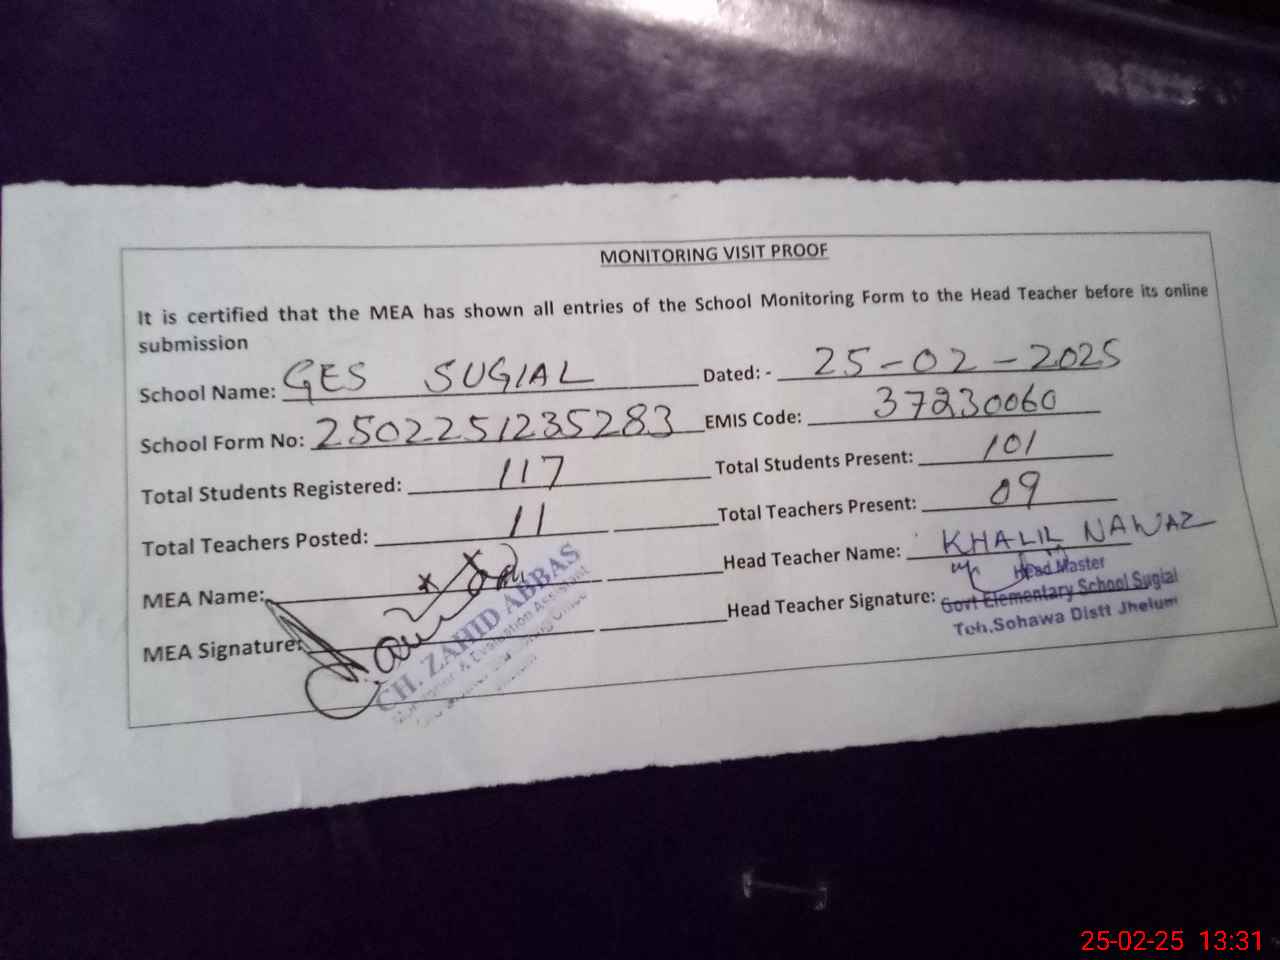 MONITORING VISIT PROOF
It is certified that the MEA has shown all entries of the School Monitoring Form to the Head Teacher before its online
submission
School Name: GES SUGIAL Dated: - 25-02-2025
School Form No: 2502251235283 EMIS Code: 37230060
Total Students Registered: 117 Total Students Present: 101
Total Teachers Posted: 11 Total Teachers Present: 09
MEA Name: Head Teacher Name: KHALIL NAWAZ
MEA Signature: Head Teacher Signature:
CH. ZAHID ABBAS
& Evaluation Assistant
Head Master
Govt Elementary School Sugial
Teh.Sohawa Distt Jhelum
25-02-25 13:31